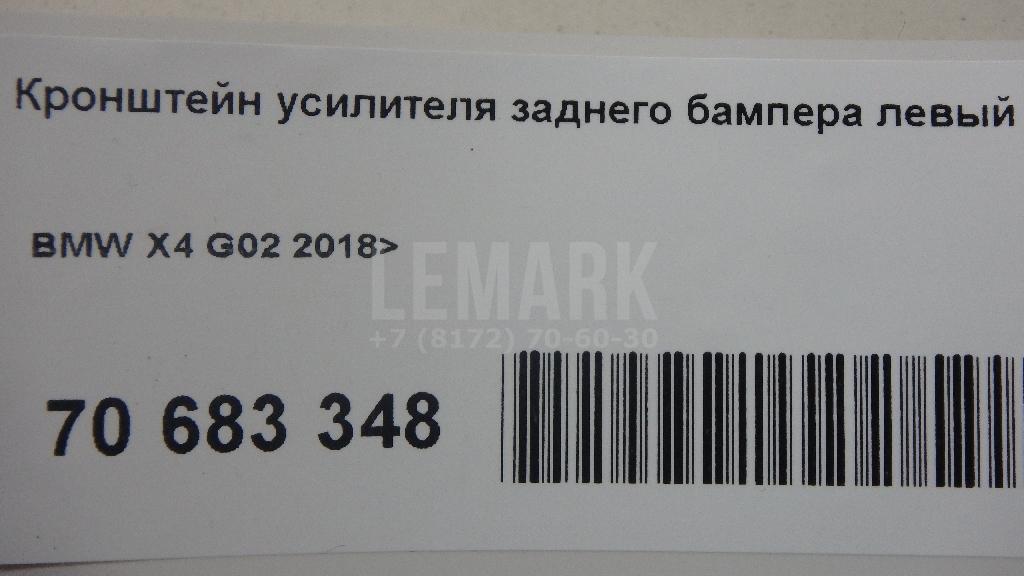 Кронштейн усилителя заднего бампера левый
BMW X4 G02 2018>
LEMARK
+7 (8172) 70-60-30
70 683 348